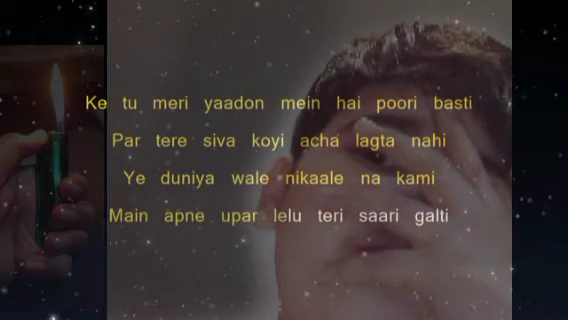 Ke tu meri yaadon mein hai poori basti
Par tere siva koyi acha lagta nahi
Ye duniya wale nikaale na kami
Main apne upar lelu teri saari galti